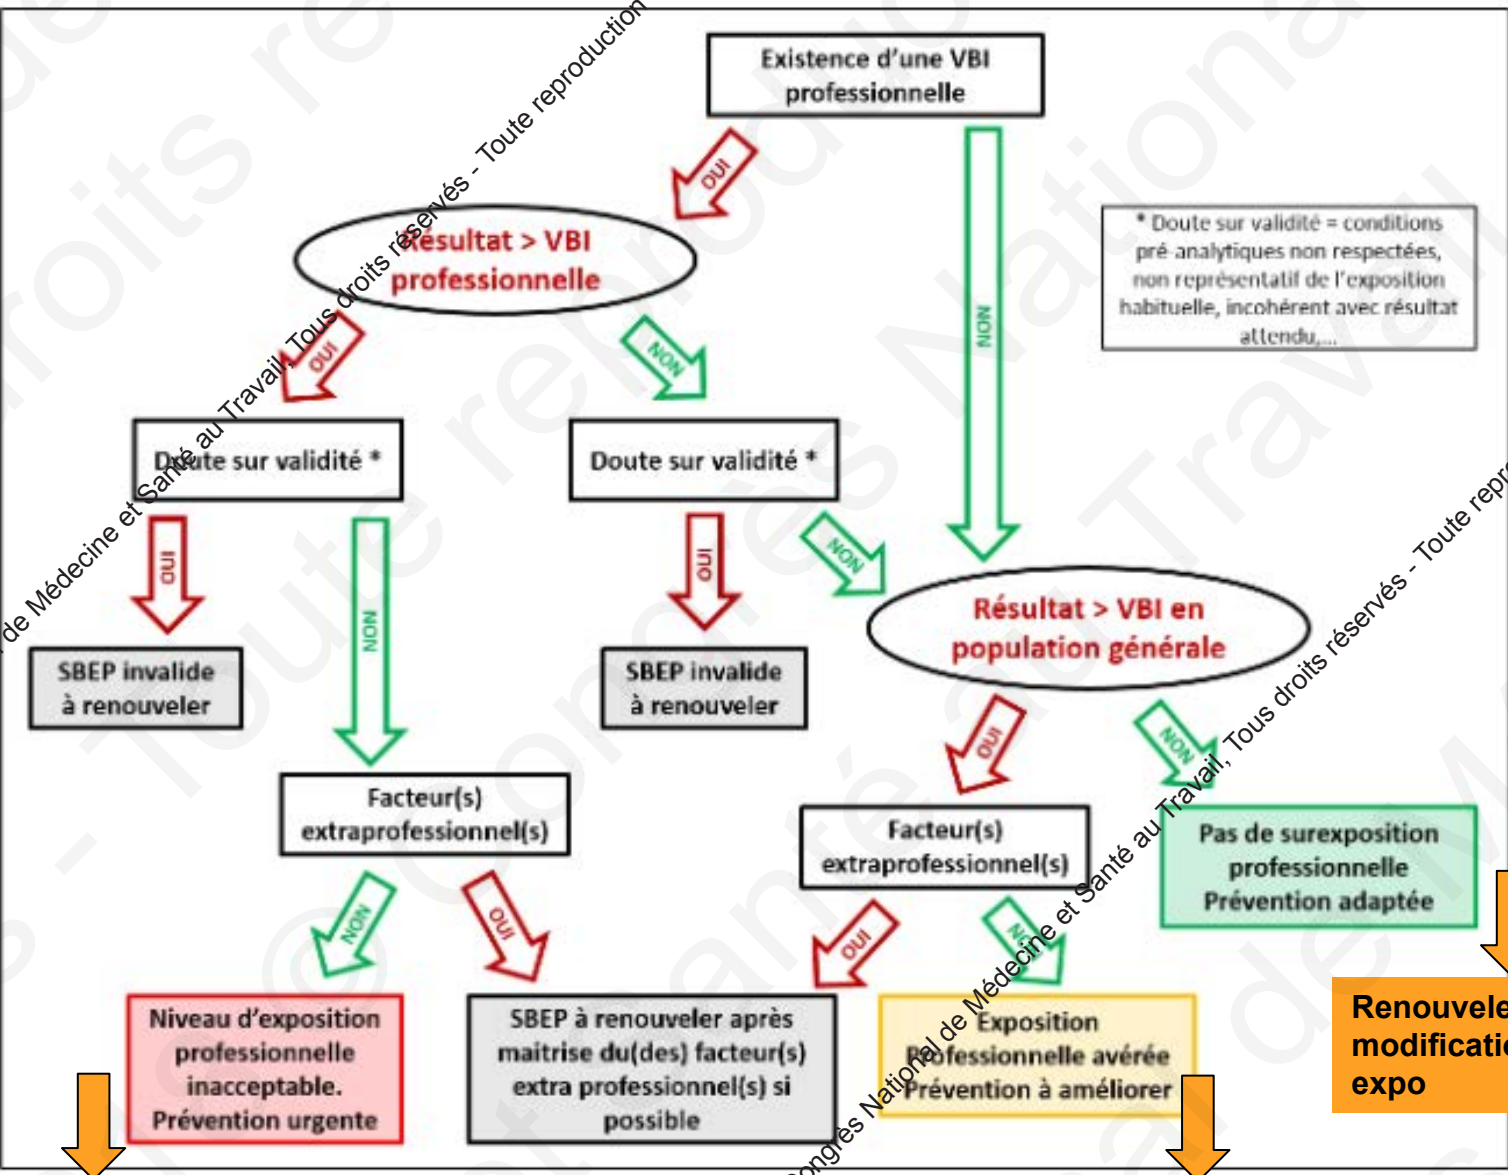 Existence d'une VBI
professionnelle
OUI
NON
Résultat > VBI
professionnelle
* Doute sur validité = conditions
pré-analytiques non respectées,
non représentatif de l'exposition
habituelle, incohérent avec résultat
attendu,...
OUI
NON
Doute sur validité *
Doute sur validité *
OUI
NON
OUI
NON
Résultat > VBI en
population générale
SBEP invalide
à renouveler
SBEP invalide
à renouveler
OUI
NON
Facteur(s)
extraprofessionnel(s)
Facteur(s)
extraprofessionnel(s)
Pas de surexposition
professionnelle
Prévention adaptée
NON
OUI
OUI
NON
Niveau d'exposition
professionnelle
inacceptable.
Prévention urgente
SBEP à renouveler après
maitrise du(des) facteur(s)
extra professionnel(s) si
possible
Exposition
Professionnelle avérée
Prévention à améliorer
Renouvele
modificatio
expo
de Médecine et Santé au Travail, Tous droits réservés - Toute reproduction
Congrès National de Médecine et Santé au Travail, Tous droits réservés - Toute repr